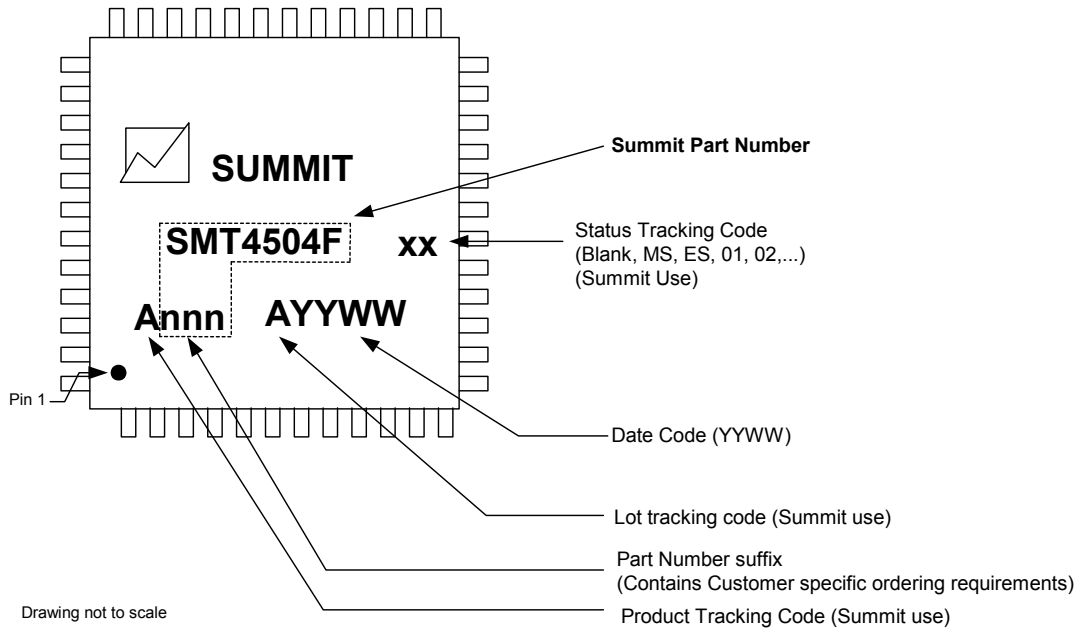 SUMMIT
Summit Part Number
SMT4504F
xx
Status Tracking Code
(Blank, MS, ES, 01, 02,...)
(Summit Use)
Annn
AYYWW
Pin 1
Date Code (YYWW)
Lot tracking code (Summit use)
Part Number suffix
(Contains Customer specific ordering requirements)
Drawing not to scale
Product Tracking Code (Summit use)